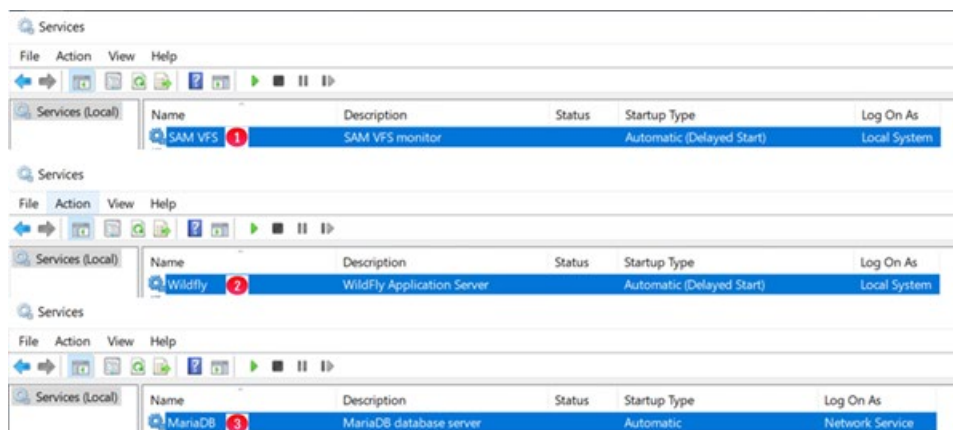 Services
File Action View Help
Services (Local)
Name Description Status Startup Type Log On As
SAM VFS 1 SAM VFS monitor Automatic (Delayed Start) Local System
Services
File Action View Help
Services (Local)
Name Description Status Startup Type Log On As
Wildfly 2 WildFly Application Server Automatic (Delayed Start) Local System
Services
File Action View Help
Services (Local)
Name Description Status Startup Type Log On As
MariaDB 3 MariaDB database server Automatic Network Service